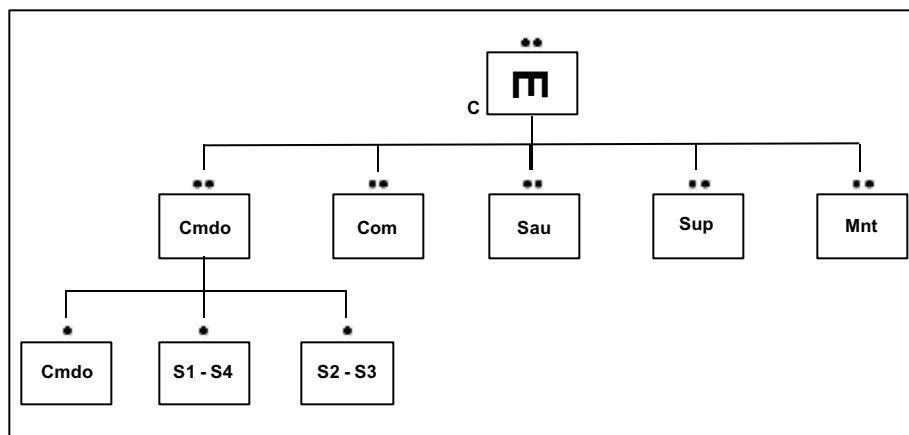 E
C
Cmdo
Com
Sau
Sup
Mnt
Cmdo
S1 - S4
S2 - S3